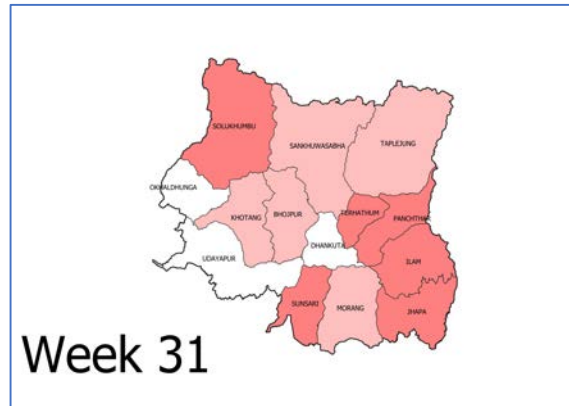 SOLUKHUMBU
TAPLEJUNG
SANKHUWASABHA
OKHALDHUNGA
TERHATHUM
PANCHTHAR
KHOTANG
BHOJPUR
DHANKUTA
UDAYAPUR
ILAM
SUNSARI
MORANG
JHAPA
Week 31